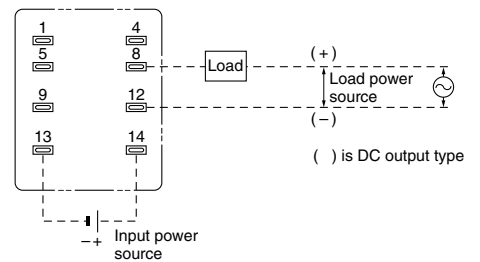 1 4
5 8
9 12
13 14
Load
(+)
Load power
source
(−)
( ) is DC output type
−+
Input power
source